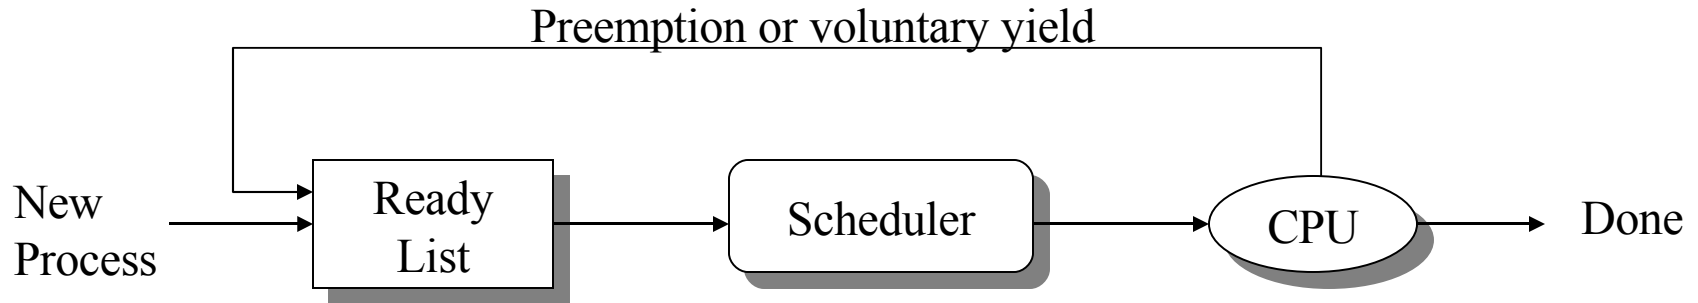 Preemption or voluntary yield
New
Process
Ready
List
Scheduler
CPU
Done